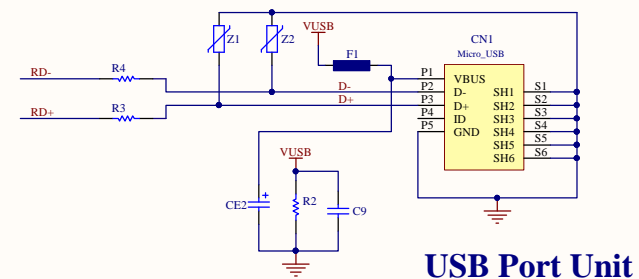 CN1
Micro_USB
VUSB
Z1
Z2
F1
R4
RD-
P1
VBUS
D-
P2
D-
SH1
S1
D+
P3
D+
SH2
S2
R3
RD+
P4
ID
SH3
S3
P5
GND
SH4
S4
SH5
S5
SH6
S6
VUSB
+
CE2
R2
C9
USB Port Unit